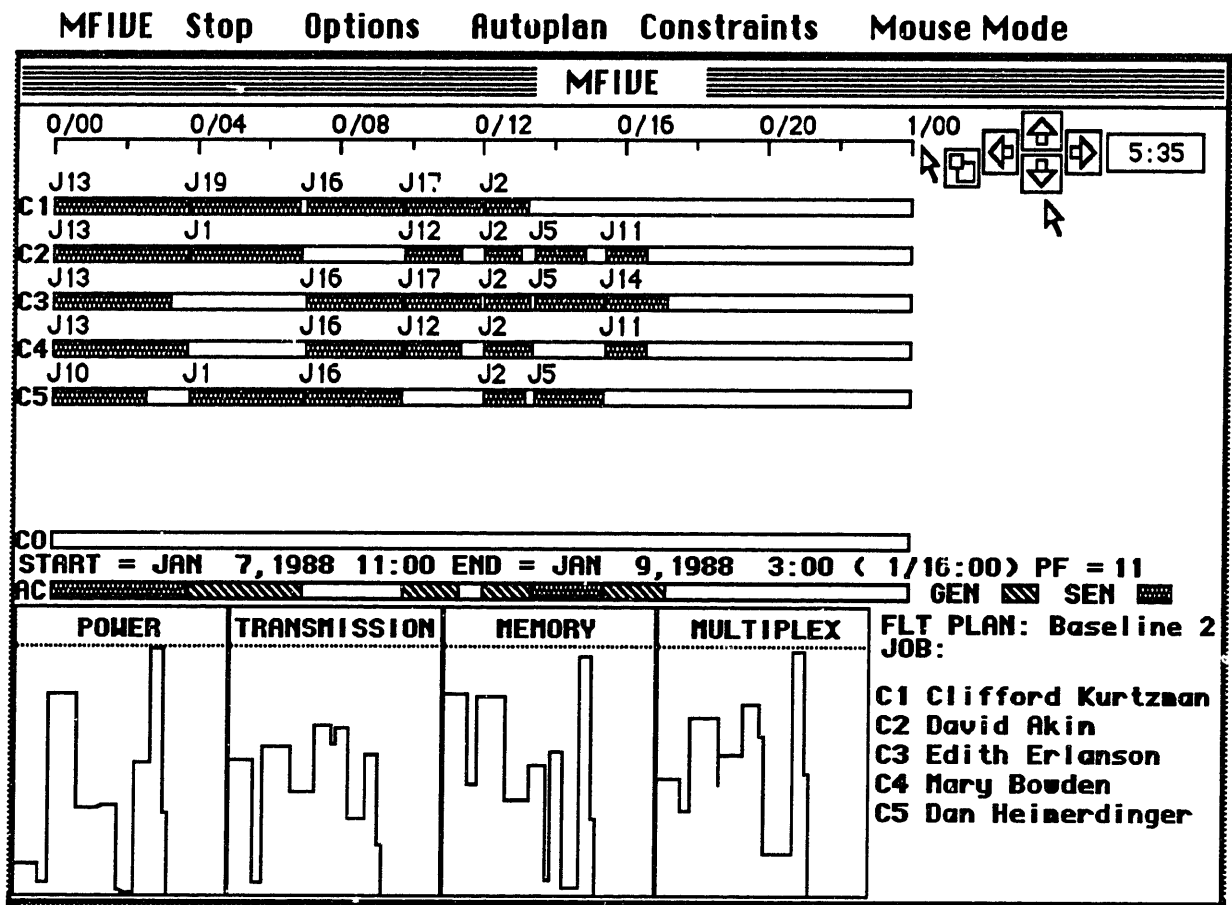 MFIVE Stop Options Autoplan Constraints Mouse Mode
MFIVE
0/00 0/04 0/08 0/12 0/16 0/20 1/00
5:35
J13 J19 J16 J17 J2
C1
J13 J1 J12 J2 J5 J11
C2
J13 J16 J17 J2 J5 J14
C3
J13 J16 J12 J2 J11
C4
J10 J1 J16 J2 J5
C5
C0
START = JAN 7,1988 11:00 END = JAN 9,1988 3:00 ( 1/16:00) PF = 11
AC GEN SEN
POWER TRANSMISSION MEMORY MULTIPLEX
FLT PLAN: Baseline 2
JOB:
C1 Clifford Kurtzman
C2 David Akin
C3 Edith Erlanson
C4 Mary Bowden
C5 Dan Heimerdinger